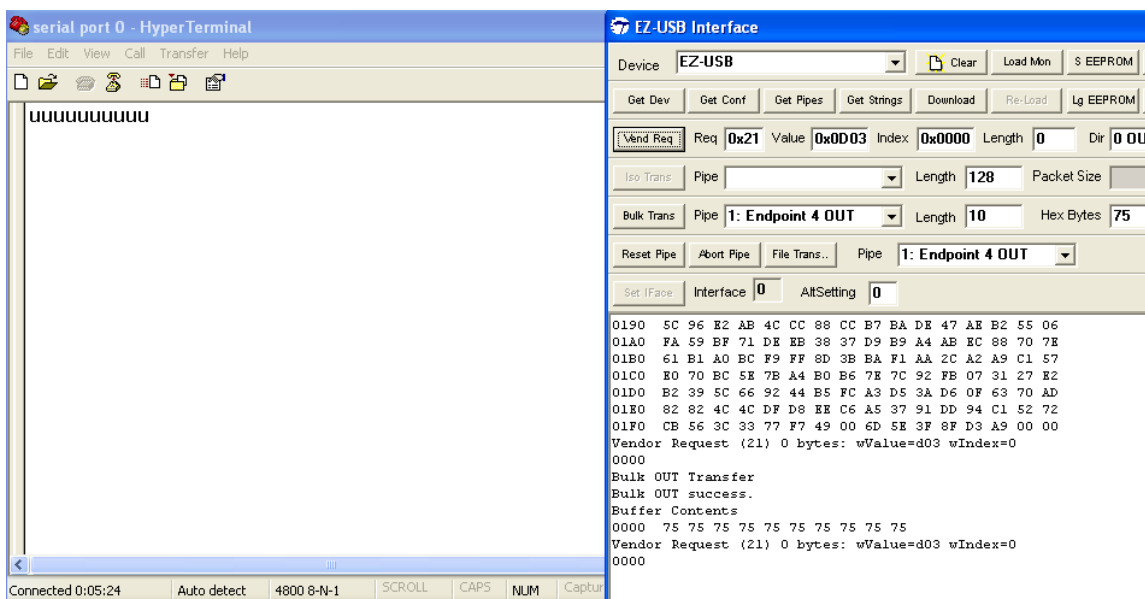 serial port 0 - HyperTerminal
File Edit View Call Transfer Help
uuuuuuuuuu
Connected 0:05:24 Auto detect 4800 8-N-1 SCROLL CAPS NUM Captur
EZ-USB Interface
Device EZ-USB Clear Load Mon S EEPROM
Get Dev Get Conf Get Pipes Get Strings Download Re-Load Lg EEPROM
Vend Req Req 0x21 Value 0x0D03 Index 0x0000 Length 0 Dir 0 OU
Iso Trans Pipe Length 128 Packet Size
Bulk Trans Pipe 1: Endpoint 4 OUT Length 10 Hex Bytes 75
Reset Pipe Abort Pipe File Trans.. Pipe 1: Endpoint 4 OUT
Set IFace Interface 0 AltSetting 0
0190 5C 96 E2 AB 4C CC 88 CC B7 BA DE 47 AE B2 55 06
01A0 FA 59 BF 71 DE EB 38 37 D9 B9 A4 AB EC 88 70 7E
01B0 61 B1 A0 BC F9 FF 8D 3B BA F1 AA 2C A2 A9 C1 57
01C0 E0 70 BC 5E 7B A4 B0 B6 7E 7C 92 FB 07 31 27 E2
01D0 B2 39 5C 66 92 44 B5 FC A3 D5 3A D6 0F 63 70 AD
01E0 82 82 4C 4C DF D8 EE C6 A5 37 91 DD 94 C1 52 72
01F0 CB 56 3C 33 77 F7 49 00 6D 5E 3F 8F D3 A9 00 00
Vendor Request (21) 0 bytes: wValue=d03 wIndex=0
0000
Bulk OUT Transfer
Bulk OUT success.
Buffer Contents
0000 75 75 75 75 75 75 75 75 75 75
Vendor Request (21) 0 bytes: wValue=d03 wIndex=0
0000